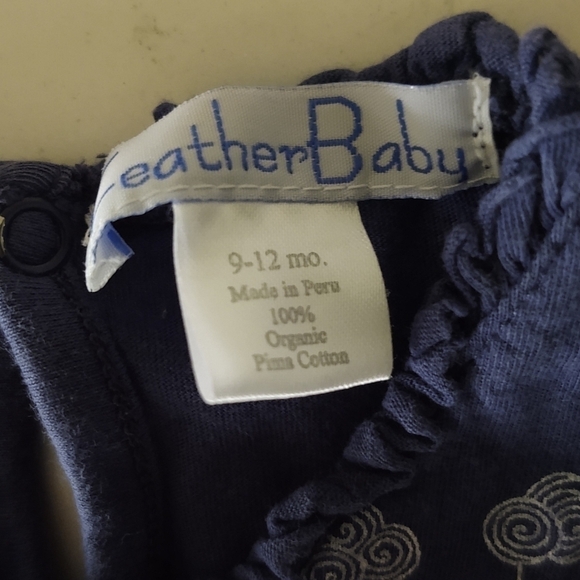 FeatherBaby
9-12 mo.
Made in Peru
100%
Organic
Pima Cotton